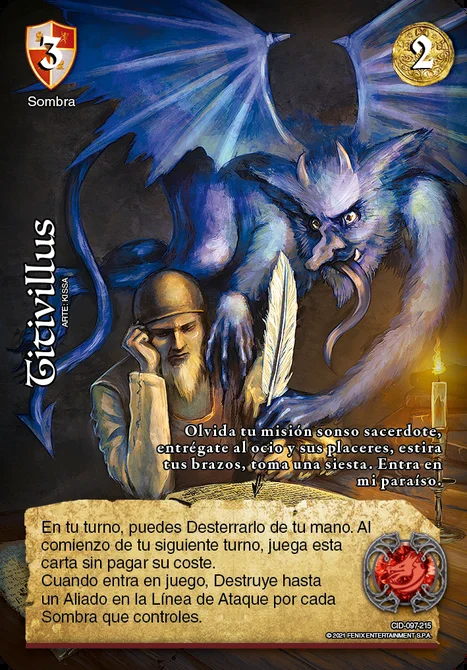 3
2
Sombra
Titivillus
ARTE: KISSA
Olvida tu misión sonso sacerdote,
entrégate al ocio y sus placeres, estira
tus brazos, toma una siesta. Entra en
mi paraíso.
En tu turno, puedes Desterrarlo de tu mano. Al
comienzo de tu siguiente turno, juega esta
carta sin pagar su coste.
Cuando entra en juego, Destruye hasta
un Aliado en la Línea de Ataque por cada
Sombra que controles.
CID-097-215
© 2021 FENIX ENTERTAINMENT S.P.A.